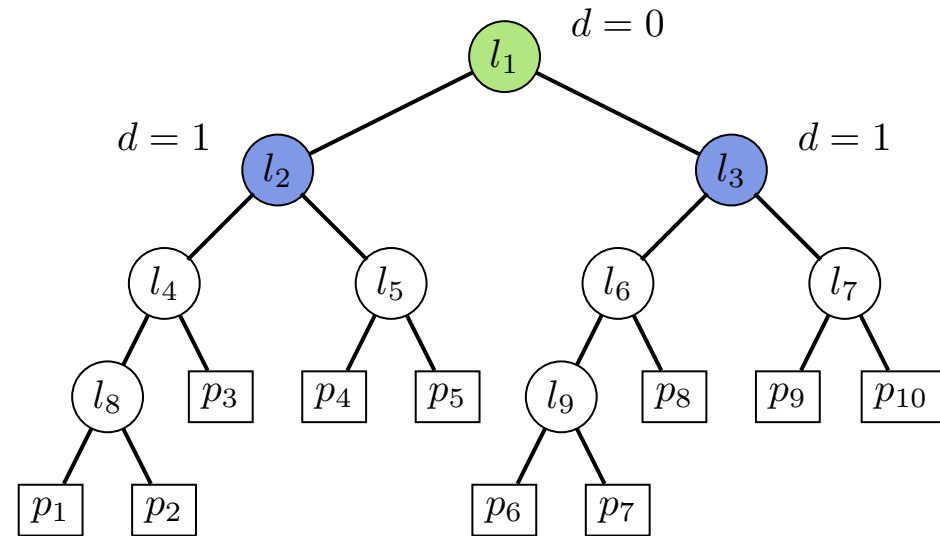 d = 0
l₁
d = 1
d = 1
l₂
l₃
l₄
l₅
l₆
l₇
l₈
p₃
p₄
p₅
l₉
p₈
p₉
p₁₀
p₁
p₂
p₆
p₇